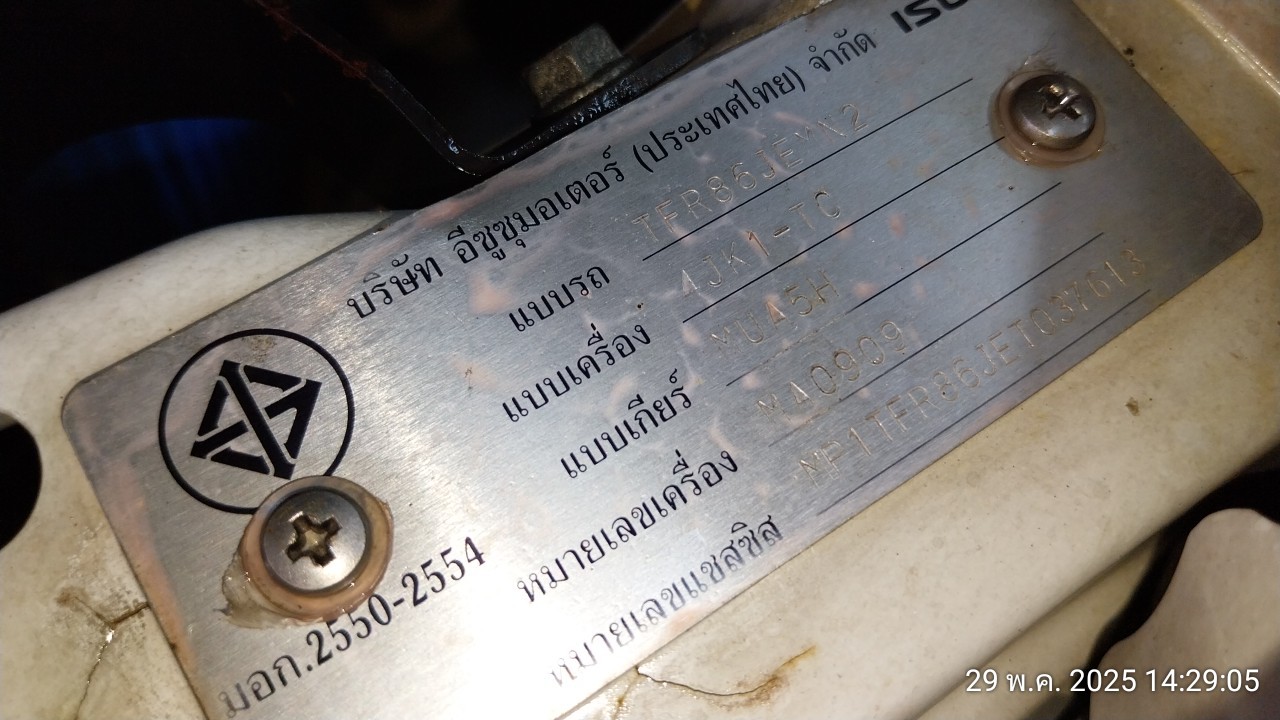 บริษัท อีซูซุมอเตอร์ (ประเทศไทย) จำกัด
แบบรถ
แบบเครื่อง 4JK1-TC
แบบเกียร์ MUA5H
หมายเลขเครื่อง MA0909
หมายเลขแชสซิส MP1TFR86JET037613
มอก.2550-2554
29 พ.ค. 2025 14:29:05